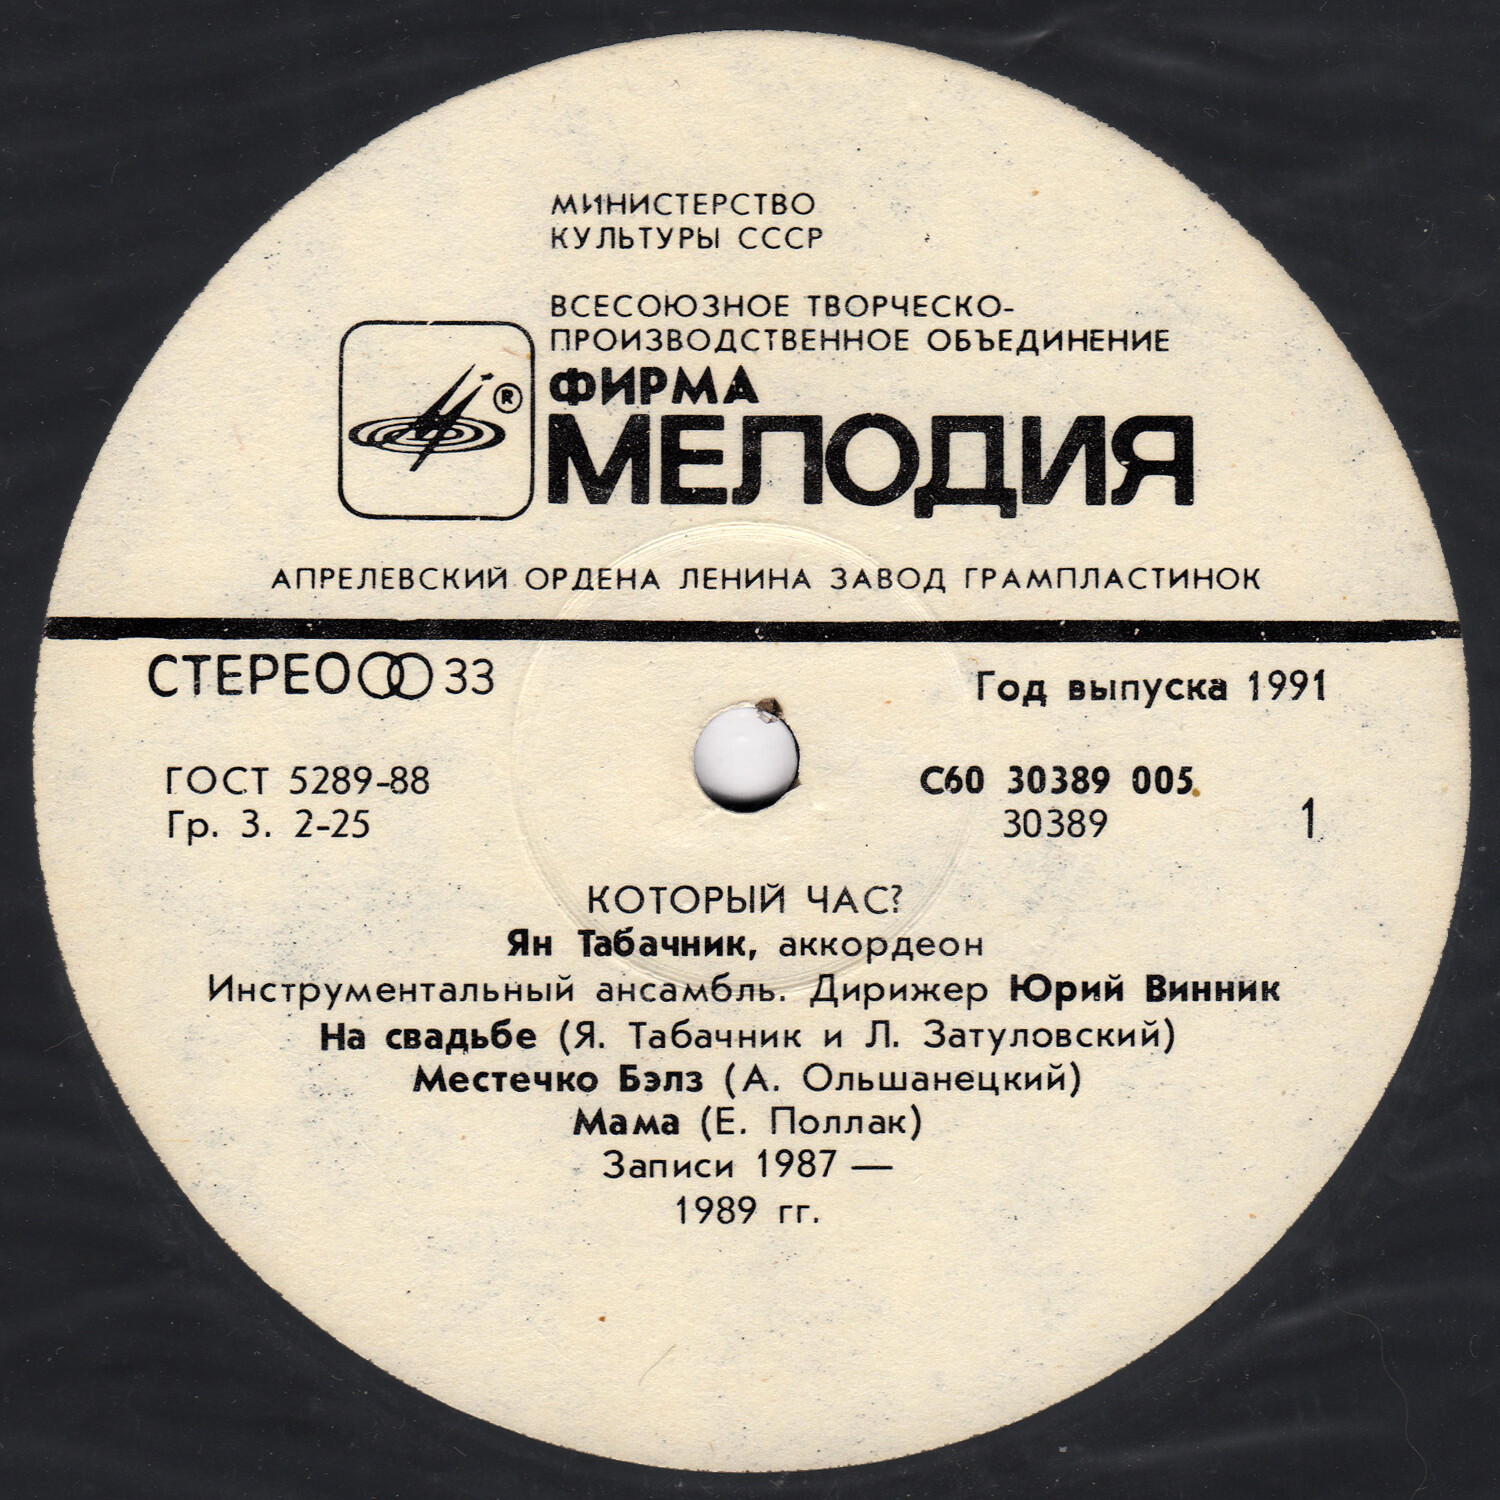 МИНИСТЕРСТВО
КУЛЬТУРЫ СССР
ВСЕСОЮЗНОЕ ТВОРЧЕСКО-
ПРОИЗВОДСТВЕННОЕ ОБЪЕДИНЕНИЕ
®
ФИРМА
МЕЛОДИЯ
АПРЕЛЕВСКИЙ ОРДЕНА ЛЕНИНА ЗАВОД ГРАМПЛАСТИНОК
СТЕРЕО 33
Год выпуска 1991
ГОСТ 5289-88
Гр. 3. 2-25
С60 30389 005
30389
1
КОТОРЫЙ ЧАС?
Ян Табачник, аккордеон
Инструментальный ансамбль. Дирижер Юрий Винник
На свадьбе (Я. Табачник и Л. Затуловский)
Местечко Бэлз (А. Ольшанецкий)
Мама (Е. Поллак)
Записи 1987 —
1989 гг.